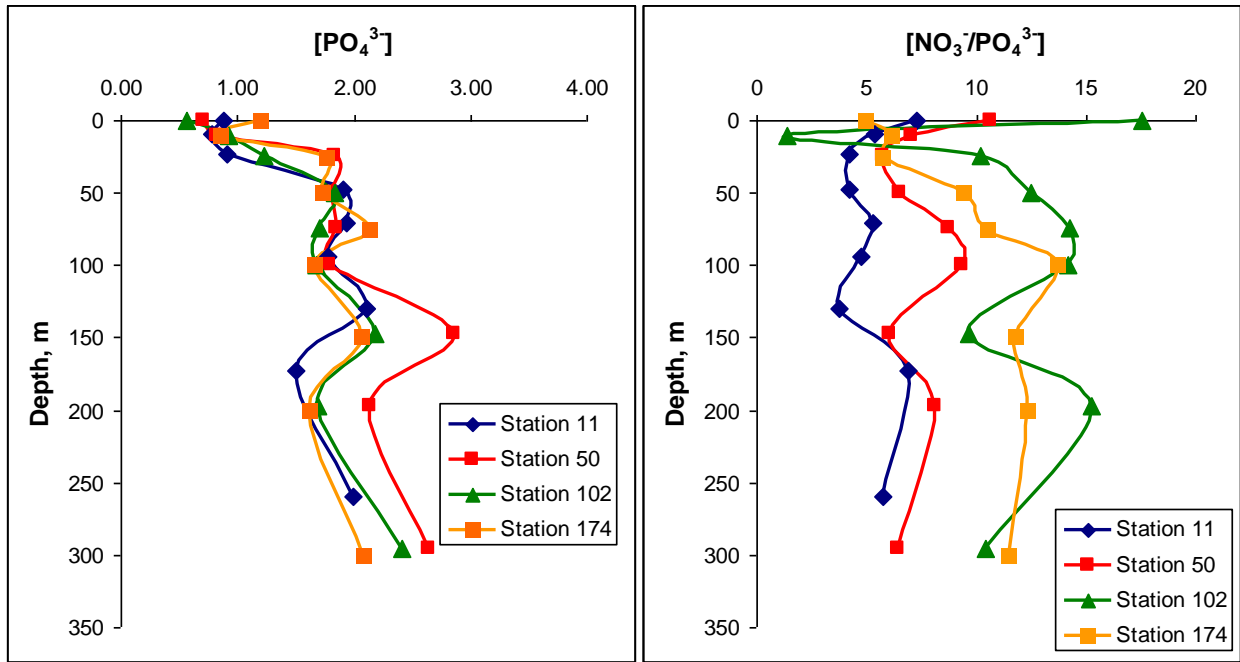 [PO₄³⁻]
0.00 1.00 2.00 3.00 4.00
0
50
100
150
200
250
300
350
Depth, m
Station 11
Station 50
Station 102
Station 174
[NO₃⁻/PO₄³⁻]
0 5 10 15 20
0
50
100
150
200
250
300
350
Depth, m
Station 11
Station 50
Station 102
Station 174